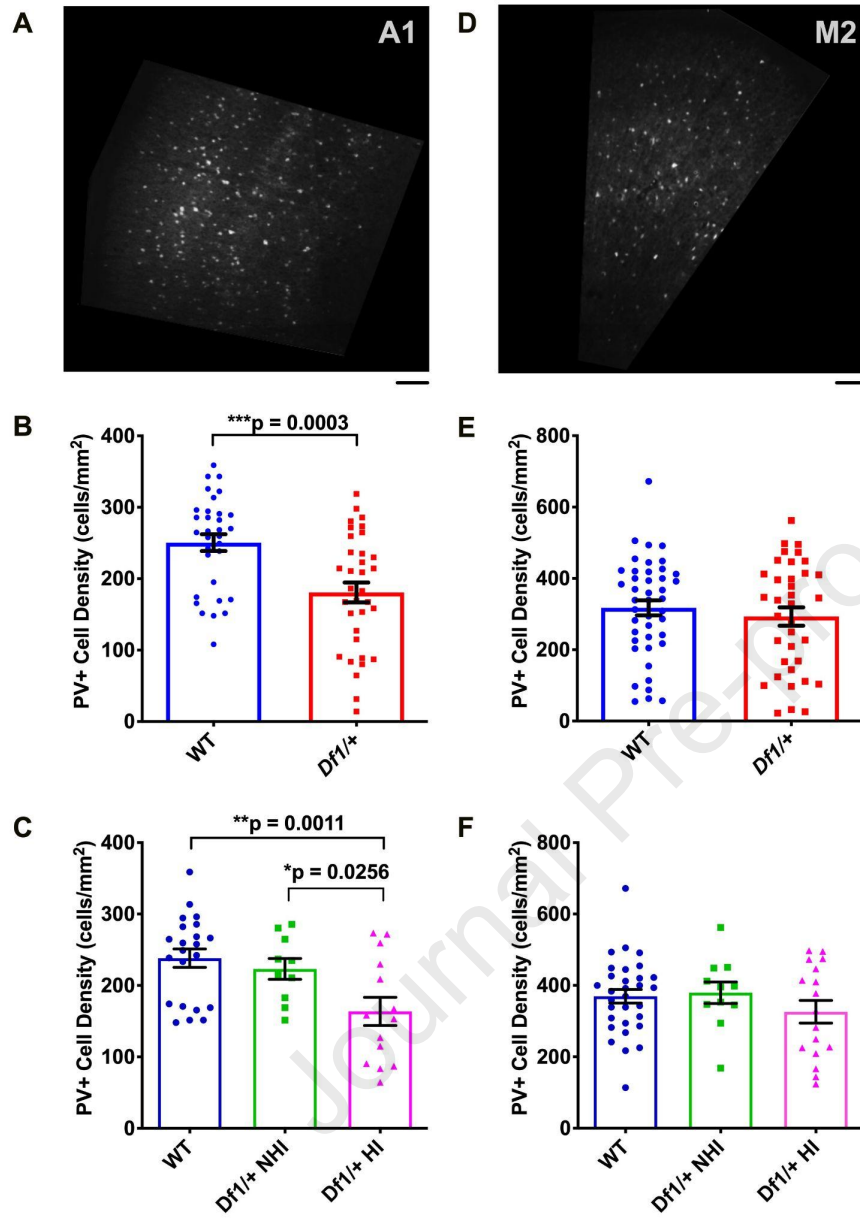 A
A1
D
M2
B
PV+ Cell Density (cells/mm²)
400
300
200
100
0
***p = 0.0003
WT
Df1/+
E
PV+ Cell Density (cells/mm²)
800
600
400
200
0
WT
Df1/+
C
PV+ Cell Density (cells/mm²)
400
300
200
100
0
**p = 0.0011
*p = 0.0256
WT
Df1/+ NHI
Df1/+ HI
F
PV+ Cell Density (cells/mm²)
800
600
400
200
0
WT
Df1/+ NHI
Df1/+ HI
Journal Pre-pro